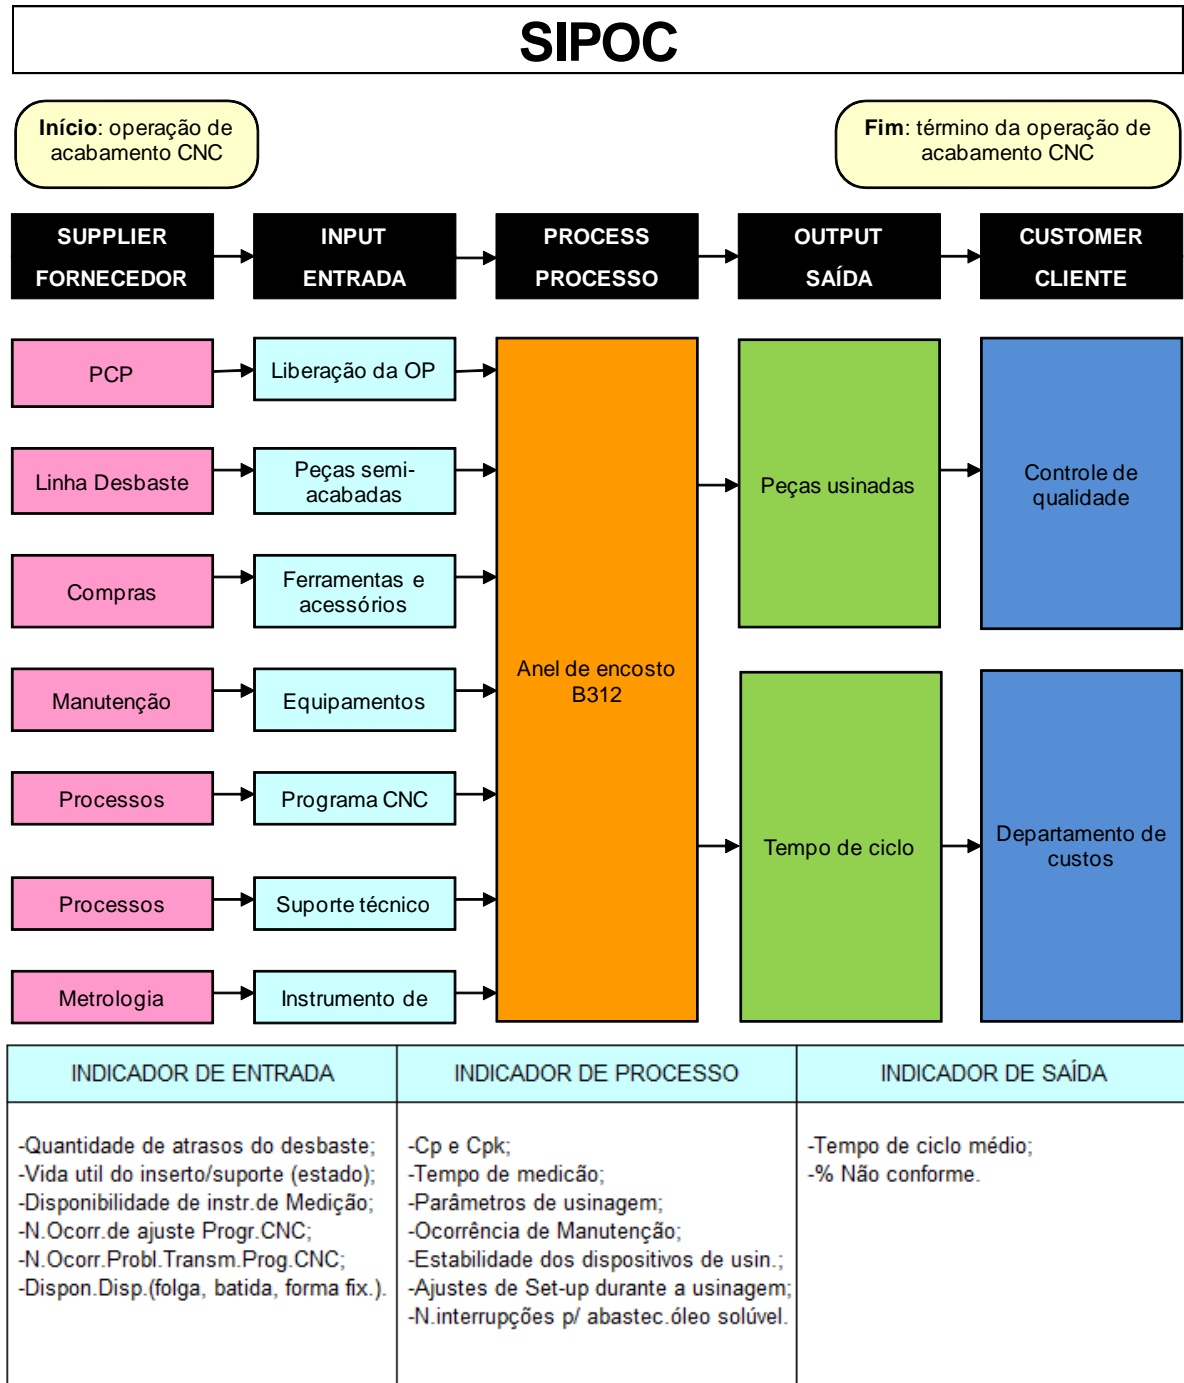 SIPOC
Início: operação de
acabamento CNC
Fim: término da operação de
acabamento CNC
SUPPLIER
FORNECEDOR
INPUT
ENTRADA
PROCESS
PROCESSO
OUTPUT
SAÍDA
CUSTOMER
CLIENTE
PCP
Liberação da OP
Linha Desbaste
Peças semi-
acabadas
Compras
Ferramentas e
acessórios
Manutenção
Equipamentos
Processos
Programa CNC
Processos
Suporte técnico
Metrologia
Instrumento de
Anel de encosto
B312
Peças usinadas
Tempo de ciclo
Controle de
qualidade
Departamento de
custos
INDICADOR DE ENTRADA
-Quantidade de atrasos do desbaste;
-Vida util do inserto/suporte (estado);
-Disponibilidade de instr.de Medição;
-N.Ocorr.de ajuste Progr.CNC;
-N.Ocorr.Probl.Transm.Prog.CNC;
-Dispon.Disp.(folga, batida, forma fix.).
INDICADOR DE PROCESSO
-Cp e Cpk;
-Tempo de medicão;
-Parâmetros de usinagem;
-Ocorrência de Manutenção;
-Estabilidade dos dispositivos de usin.;
-Ajustes de Set-up durante a usinagem;
-N.interrupções p/ abastec.óleo solúvel.
INDICADOR DE SAÍDA
-Tempo de ciclo médio;
-% Não conforme.